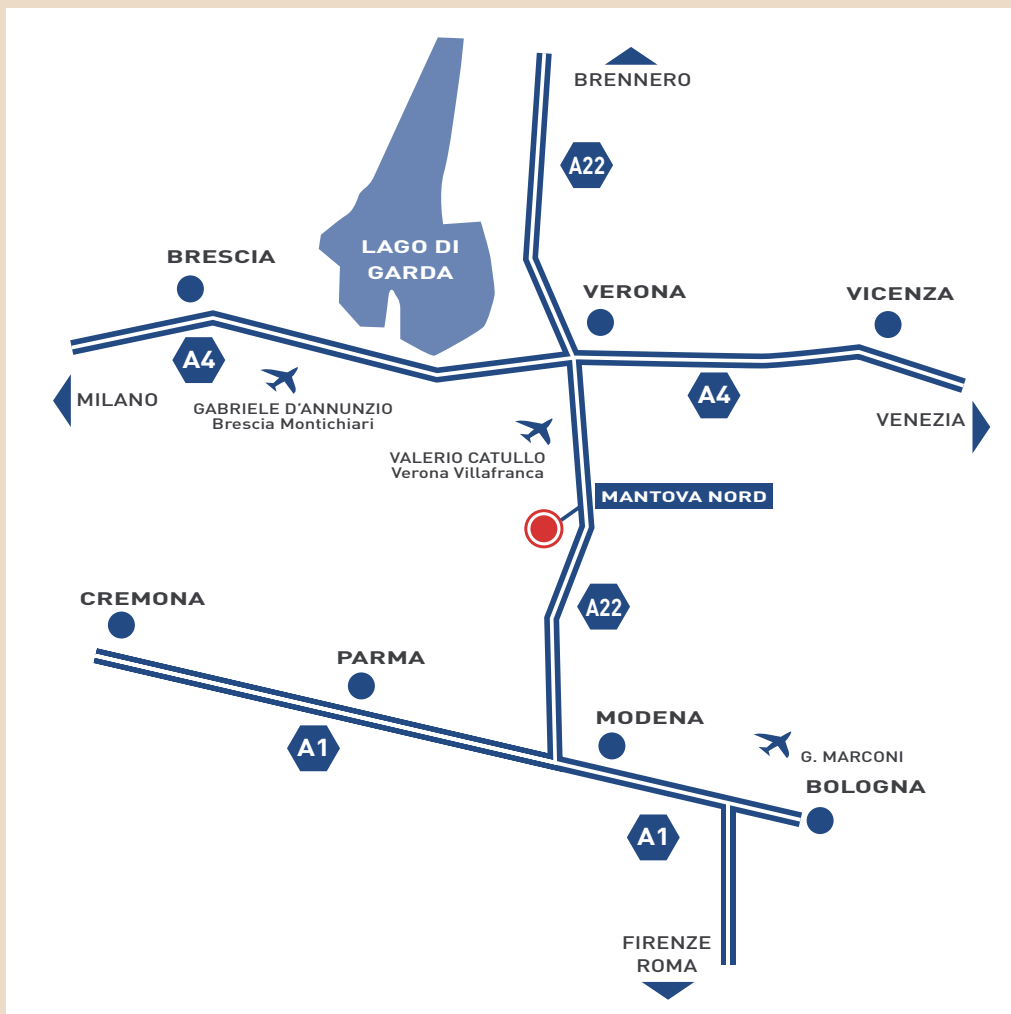 BRENNERO
A22
LAGO DI
GARDA
BRESCIA
VERONA
VICENZA
A4
MILANO
GABRIELE D'ANNUNZIO
Brescia Montichiari
A4
VENEZIA
VALERIO CATULLO
Verona Villafranca
MANTOVA NORD
CREMONA
A22
PARMA
MODENA
A1
G. MARCONI
BOLOGNA
A1
FIRENZE
ROMA